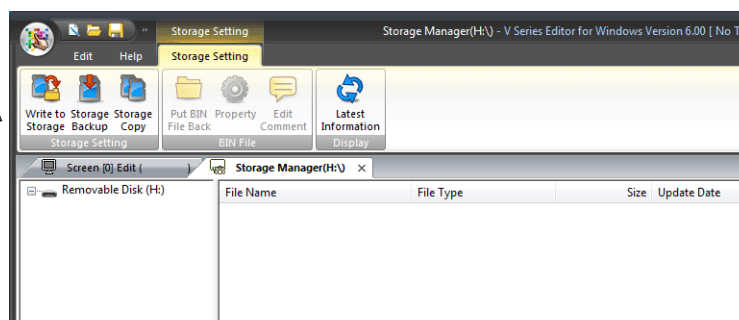 Storage Setting
Storage Manager(H:\) - V Series Editor for Windows Version 6.00 [ No
Edit Help Storage Setting
Write to Storage Storage Backup Storage Copy Put BIN File Back Property Edit Comment Latest Information
Storage Setting BIN File Display
Screen [0] Edit ( ) Storage Manager(H:\) ×
Removable Disk (H:) File Name File Type Size Update Date